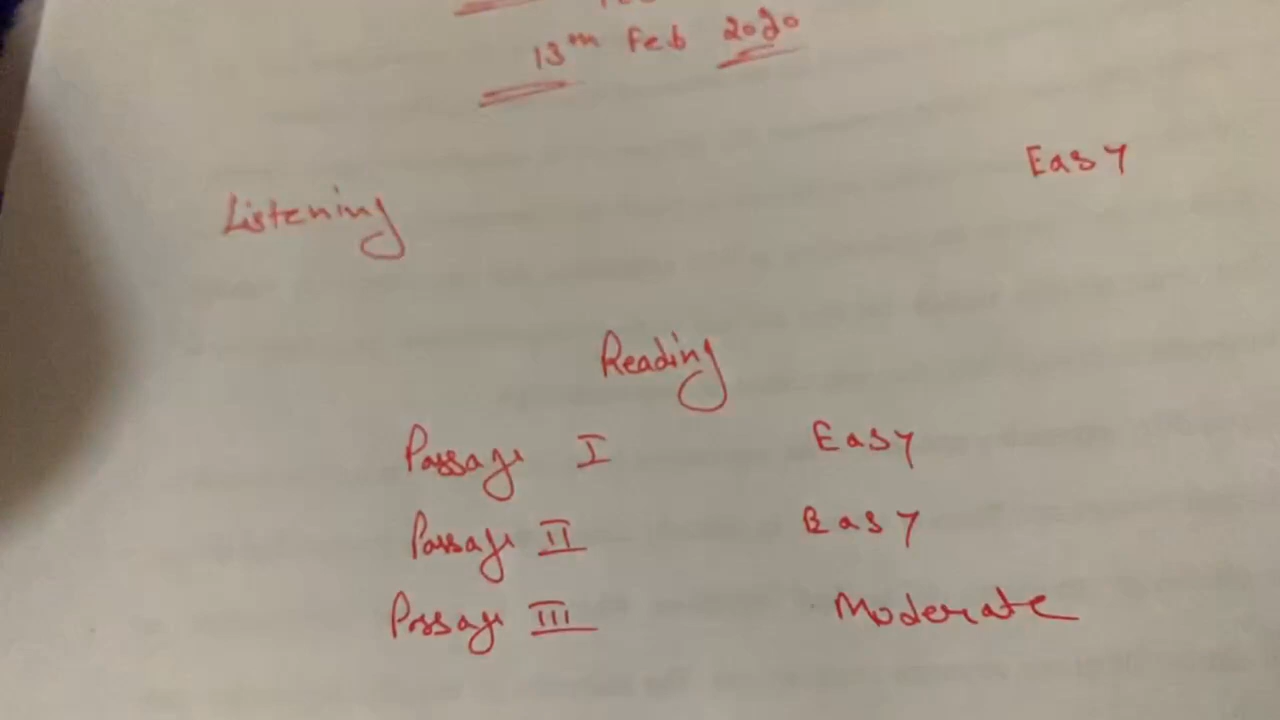 13th Feb 2020
Easy
Listening
Reading
Passage I Easy
Passage II Easy
Passage III Moderate